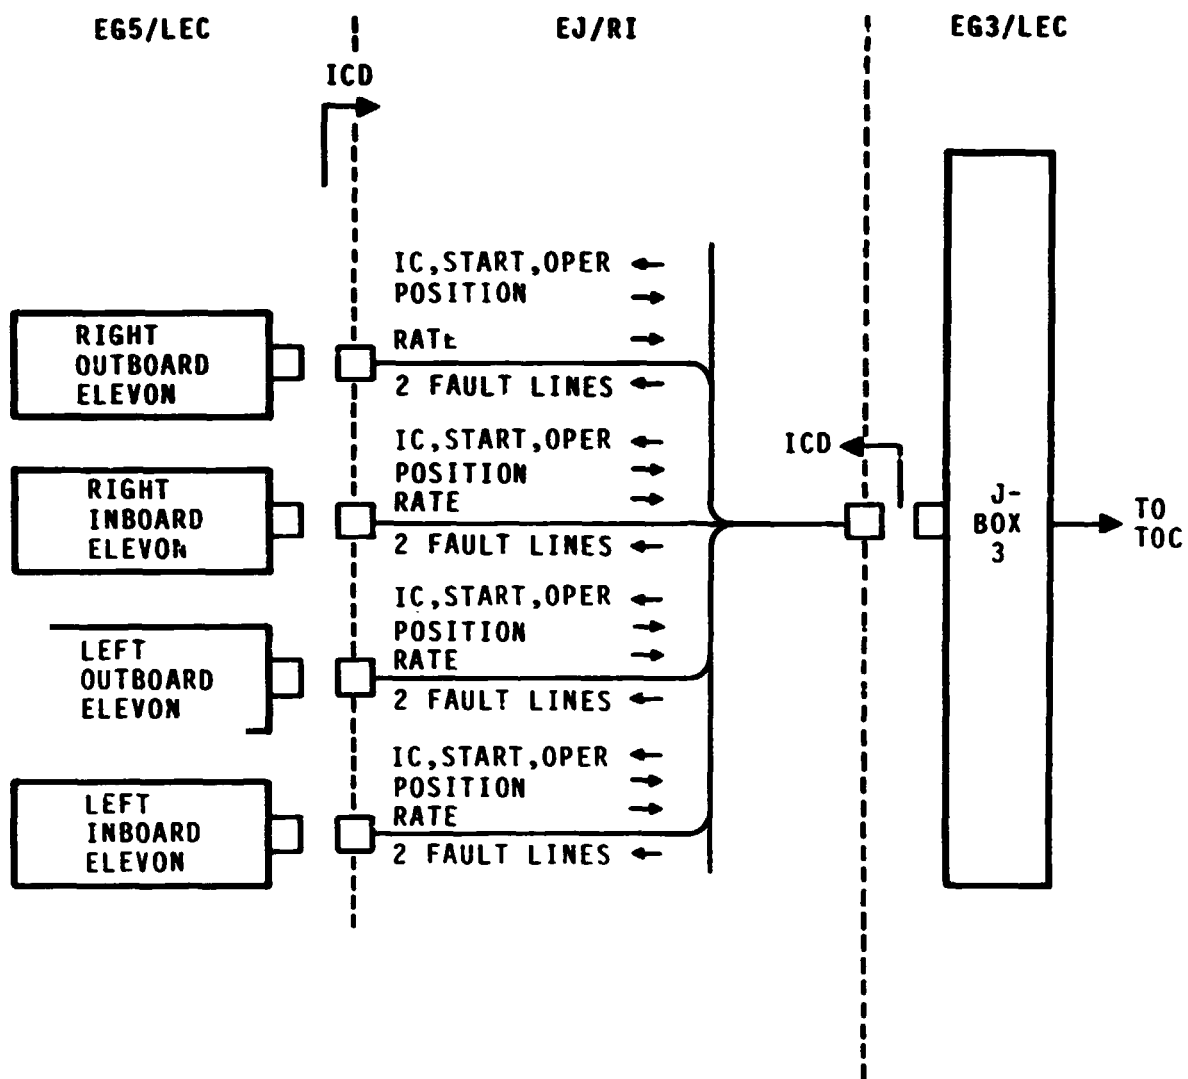 EG5/LEC
EJ/RI
EG3/LEC
ICD
IC,START,OPER
POSITION
RATE
2 FAULT LINES
RIGHT
OUTBOARD
ELEVON
IC,START,OPER
POSITION
RATE
2 FAULT LINES
RIGHT
INBOARD
ELEVON
ICD
J-
BOX
3
TO
TOC
IC,START,OPER
POSITION
RATE
2 FAULT LINES
LEFT
OUTBOARD
ELEVON
IC,START,OPER
POSITION
RATE
2 FAULT LINES
LEFT
INBOARD
ELEVON